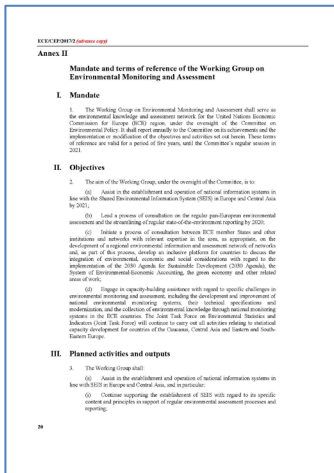 ECE/CEP/2017/2 (advance copy)
Annex II
Mandate and terms of reference of the Working Group on
Environmental Monitoring and Assessment
I. Mandate
1. The Working Group on Environmental Monitoring and Assessment shall serve as
the environmental knowledge and assessment network for the United Nations Economic
Commission for Europe (ECE) region, under the oversight of the Committee on
Environmental Policy. It shall report annually to the Committee on its achievements and the
implementation or modification of the objectives and activities set out herein. These terms
of reference are valid for a period of five years, until the Committee's regular session in
2021.
II. Objectives
2. The aim of the Working Group, under the oversight of the Committee, is to:
(a) Assist in the establishment and operation of national information systems in
line with the Shared Environmental Information System (SEIS) in Europe and Central Asia
by 2021;
(b) Lead a process of consultation on the regular pan-European environmental
assessment and the streamlining of regular state-of-the-environment reporting by 2020;
(c) Initiate a process of consultation between ECE member States and other
institutions and networks with relevant expertise in the area, as appropriate, on the
development of a regional environmental information and assessment network of networks
and, as part of this process, develop an inclusive platform for countries to discuss the
integration of environmental, economic and social considerations with regard to the
implementation of the 2030 Agenda for Sustainable Development (2030 Agenda), the
System of Environmental-Economic Accounting, the green economy and other related
areas of work;
(d) Engage in capacity-building assistance with regard to specific challenges in
environmental monitoring and assessment, including the development and improvement of
national environmental monitoring systems, their technical specifications and
modernization, and the collection of environmental knowledge through national monitoring
systems in the ECE countries. The Joint Task Force on Environmental Statistics and
Indicators (Joint Task Force) will continue to carry out all activities relating to statistical
capacity development for countries of the Caucasus, Central Asia and Eastern and South-
Eastern Europe.
III. Planned activities and outputs
3. The Working Group shall:
(a) Assist in the establishment and operation of national information systems in
line with SEIS in Europe and Central Asia, and in particular:
(i) Continue supporting the establishment of SEIS with regard to its specific
content and principles in support of regular environmental assessment processes and
reporting;
20